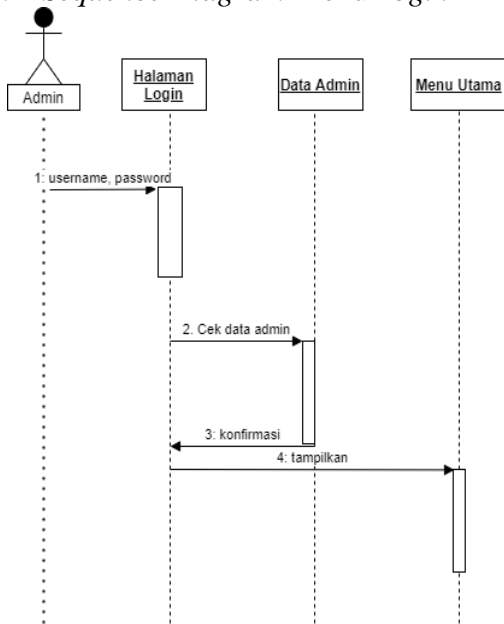 Admin
Halaman
Login
Data Admin
Menu Utama
1: username, password
2. Cek data admin
3: konfirmasi
4: tampilkan